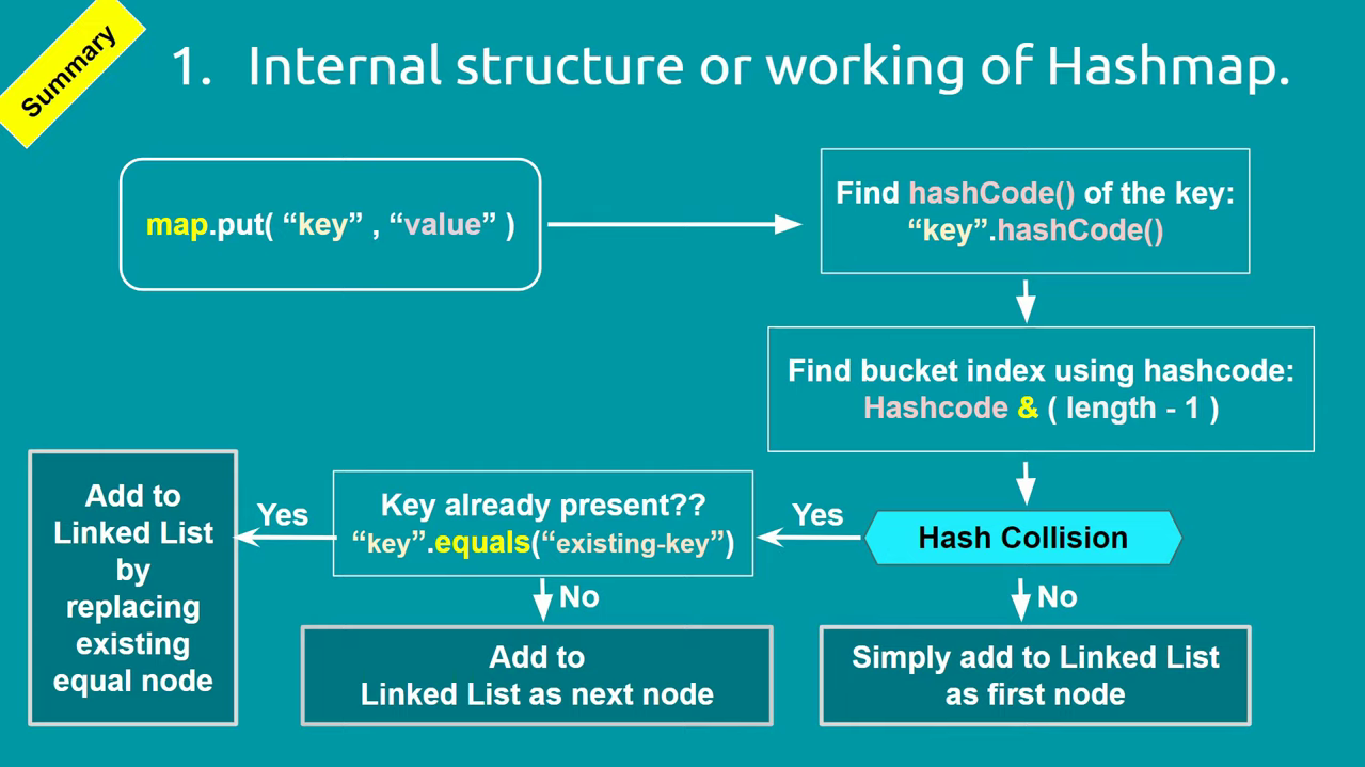 Summary
1. Internal structure or working of Hashmap.
map.put( “key” , “value” )
Find hashCode() of the key:
“key”.hashCode()
Find bucket index using hashcode:
Hashcode & ( length - 1 )
Hash Collision
Yes
No
Key already present??
“key”.equals(“existing-key”)
Yes
No
Add to
Linked List
by
replacing
existing
equal node
Add to
Linked List as next node
Simply add to Linked List
as first node